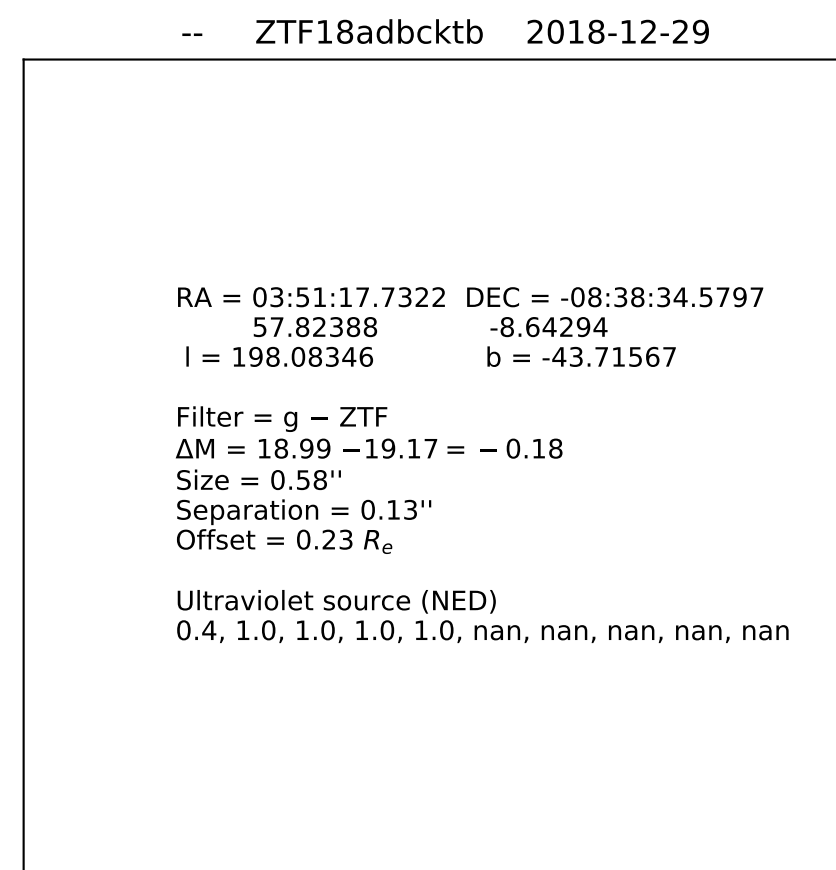 -- ZTF18adbcktb 2018-12-29
RA = 03:51:17.7322 DEC = -08:38:34.5797
57.82388 -8.64294
l = 198.08346 b = -43.71567
Filter = g − ZTF
ΔM = 18.99 −19.17 = − 0.18
Size = 0.58''
Separation = 0.13''
Offset = 0.23 Rₑ
Ultraviolet source (NED)
0.4, 1.0, 1.0, 1.0, 1.0, nan, nan, nan, nan, nan